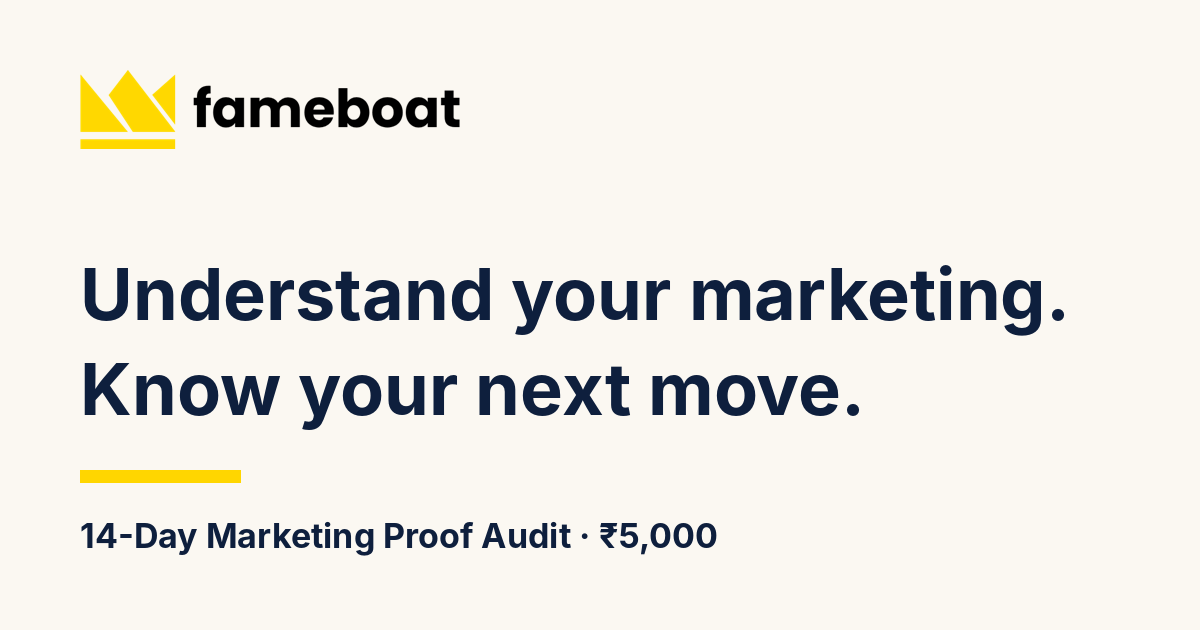 fameboat
Understand your marketing.
Know your next move.
14-Day Marketing Proof Audit · ₹5,000